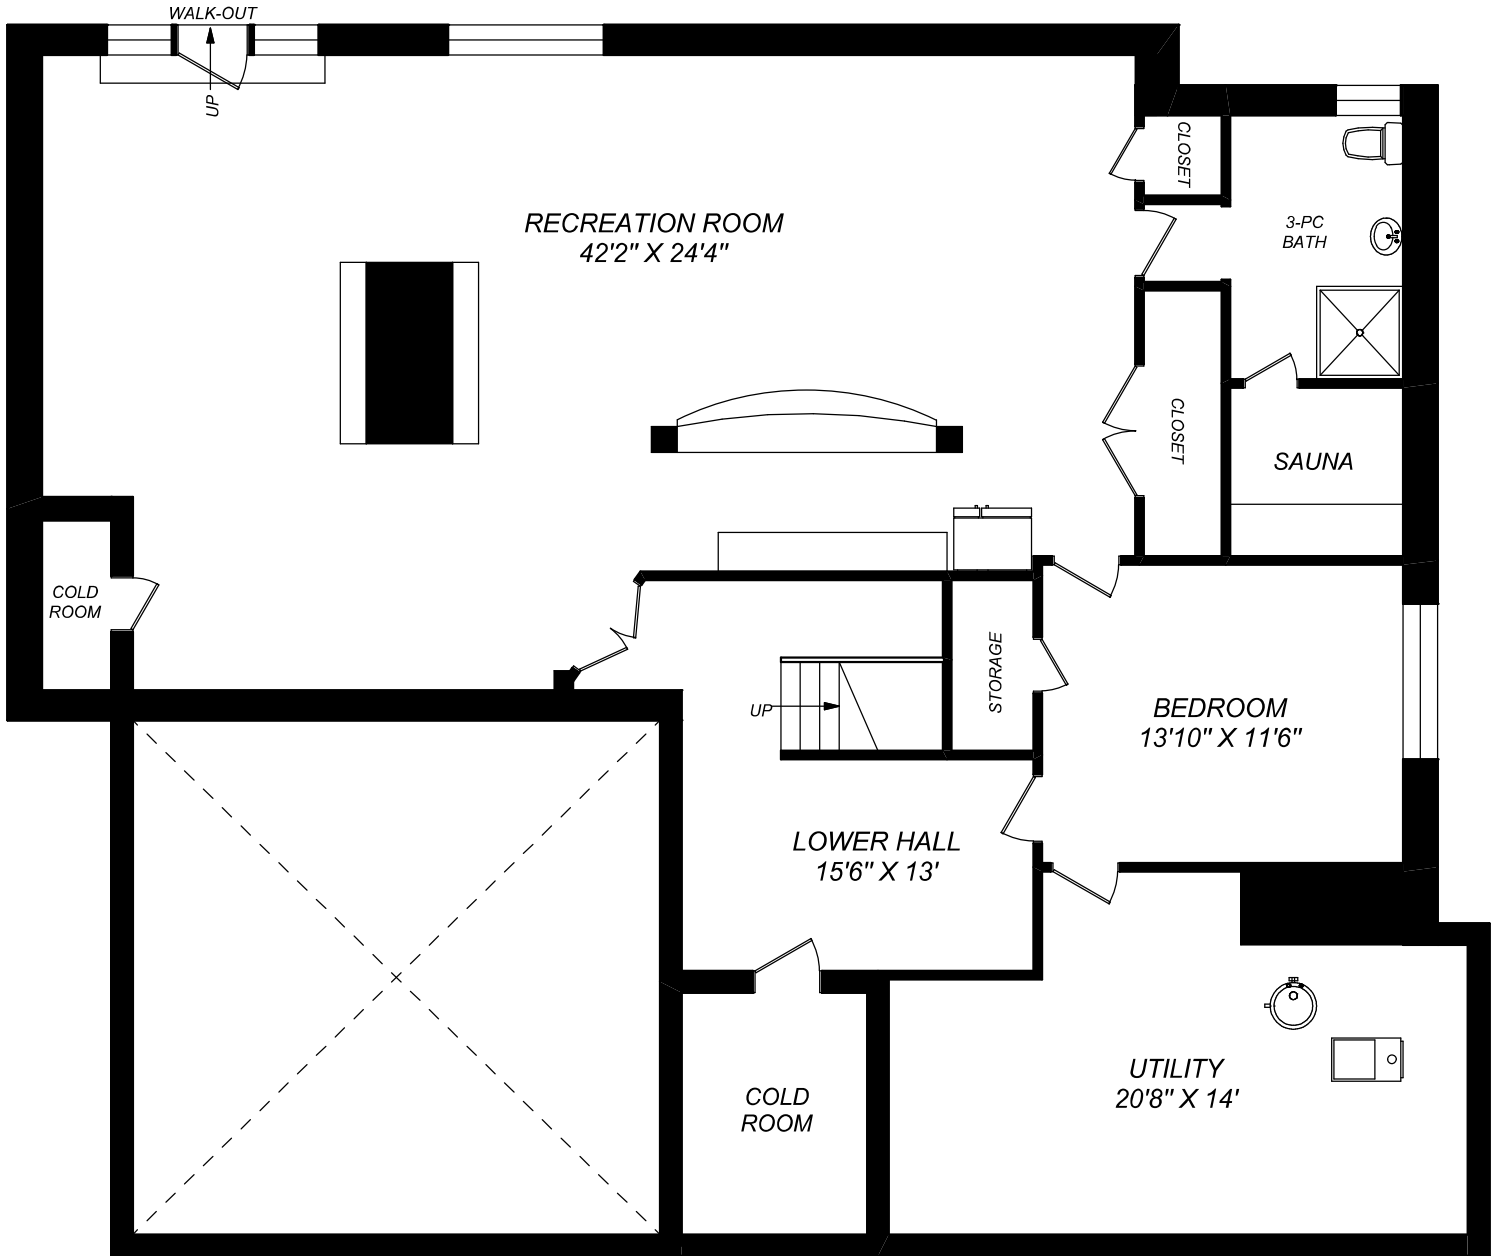 WALK-OUT
UP
CLOSET
RECREATION ROOM
42'2" X 24'4"
3-PC
BATH
CLOSET
SAUNA
COLD
ROOM
STORAGE
UP
BEDROOM
13'10" X 11'6"
LOWER HALL
15'6" X 13'
UTILITY
20'8" X 14'
COLD
ROOM